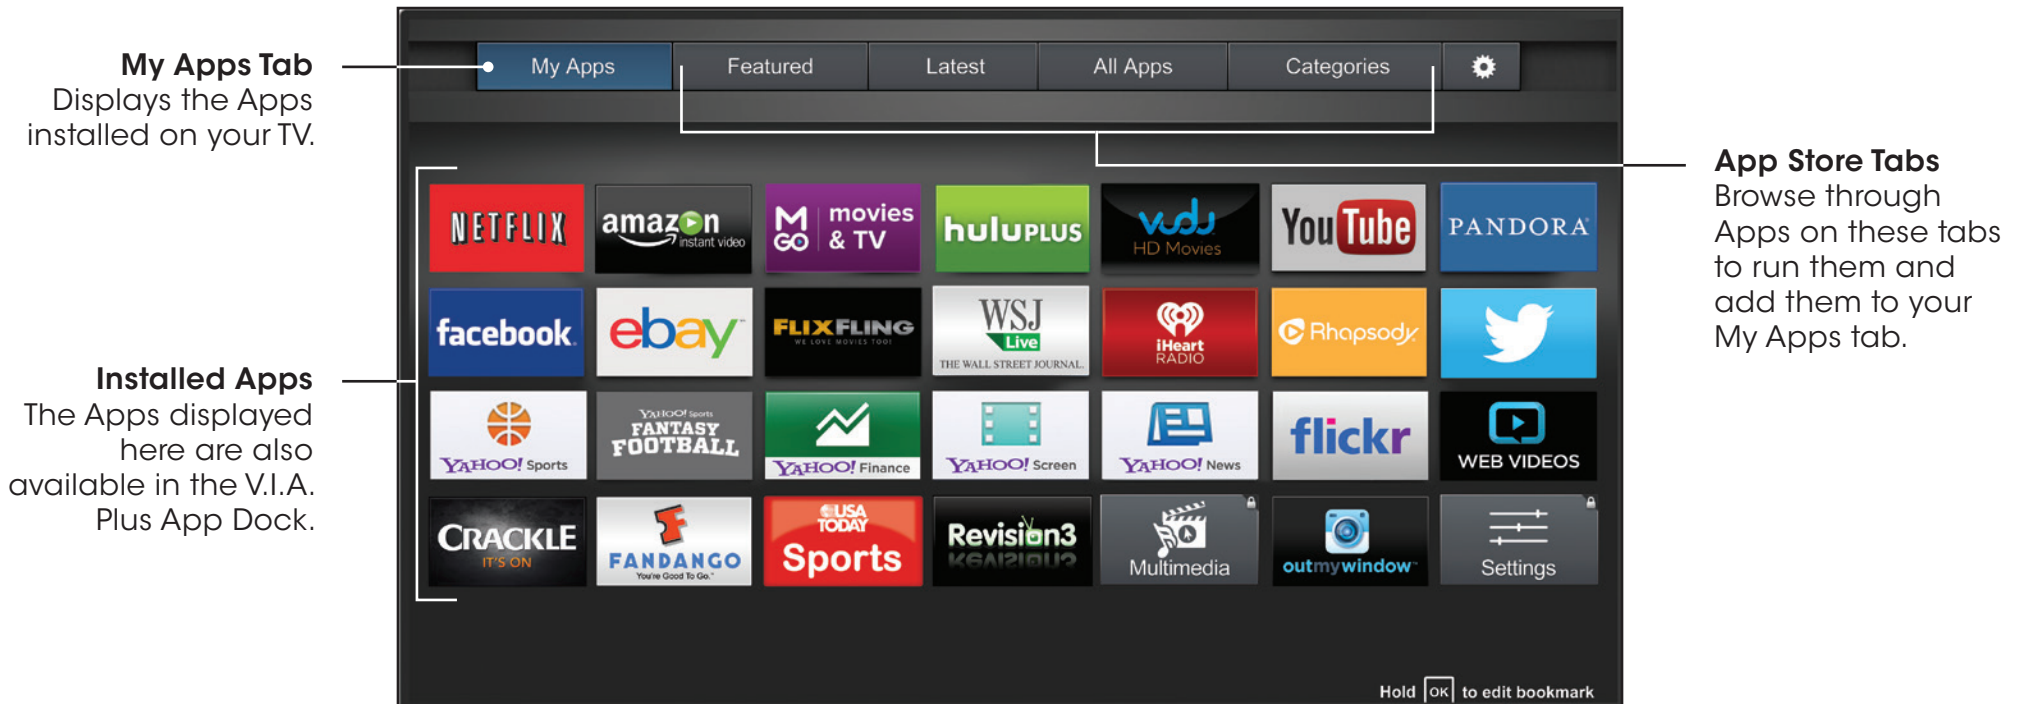 My Apps Tab
Displays the Apps
installed on your TV.
Installed Apps
The Apps displayed
here are also
available in the V.I.A.
Plus App Dock.
My Apps
Featured
Latest
All Apps
Categories
NETFLIX
amazon
instant video
M GO
movies
& TV
huluPLUS
vudu
HD Movies
YouTube
PANDORA
facebook
ebay
FLIXFLING
WE LOVE MOVIES TOO!
WSJ
Live
THE WALL STREET JOURNAL.
iHeart
RADIO
Rhapsody
YAHOO! Sports
YAHOO! Sports
FANTASY
FOOTBALL
YAHOO! Finance
YAHOO! Screen
YAHOO! News
flickr
WEB VIDEOS
CRACKLE
IT'S ON
FANDANGO
You're Good To Go.™
USA
TODAY
Sports
Revision3
Multimedia
outmywindow
Settings
Hold OK to edit bookmark
App Store Tabs
Browse through
Apps on these tabs
to run them and
add them to your
My Apps tab.